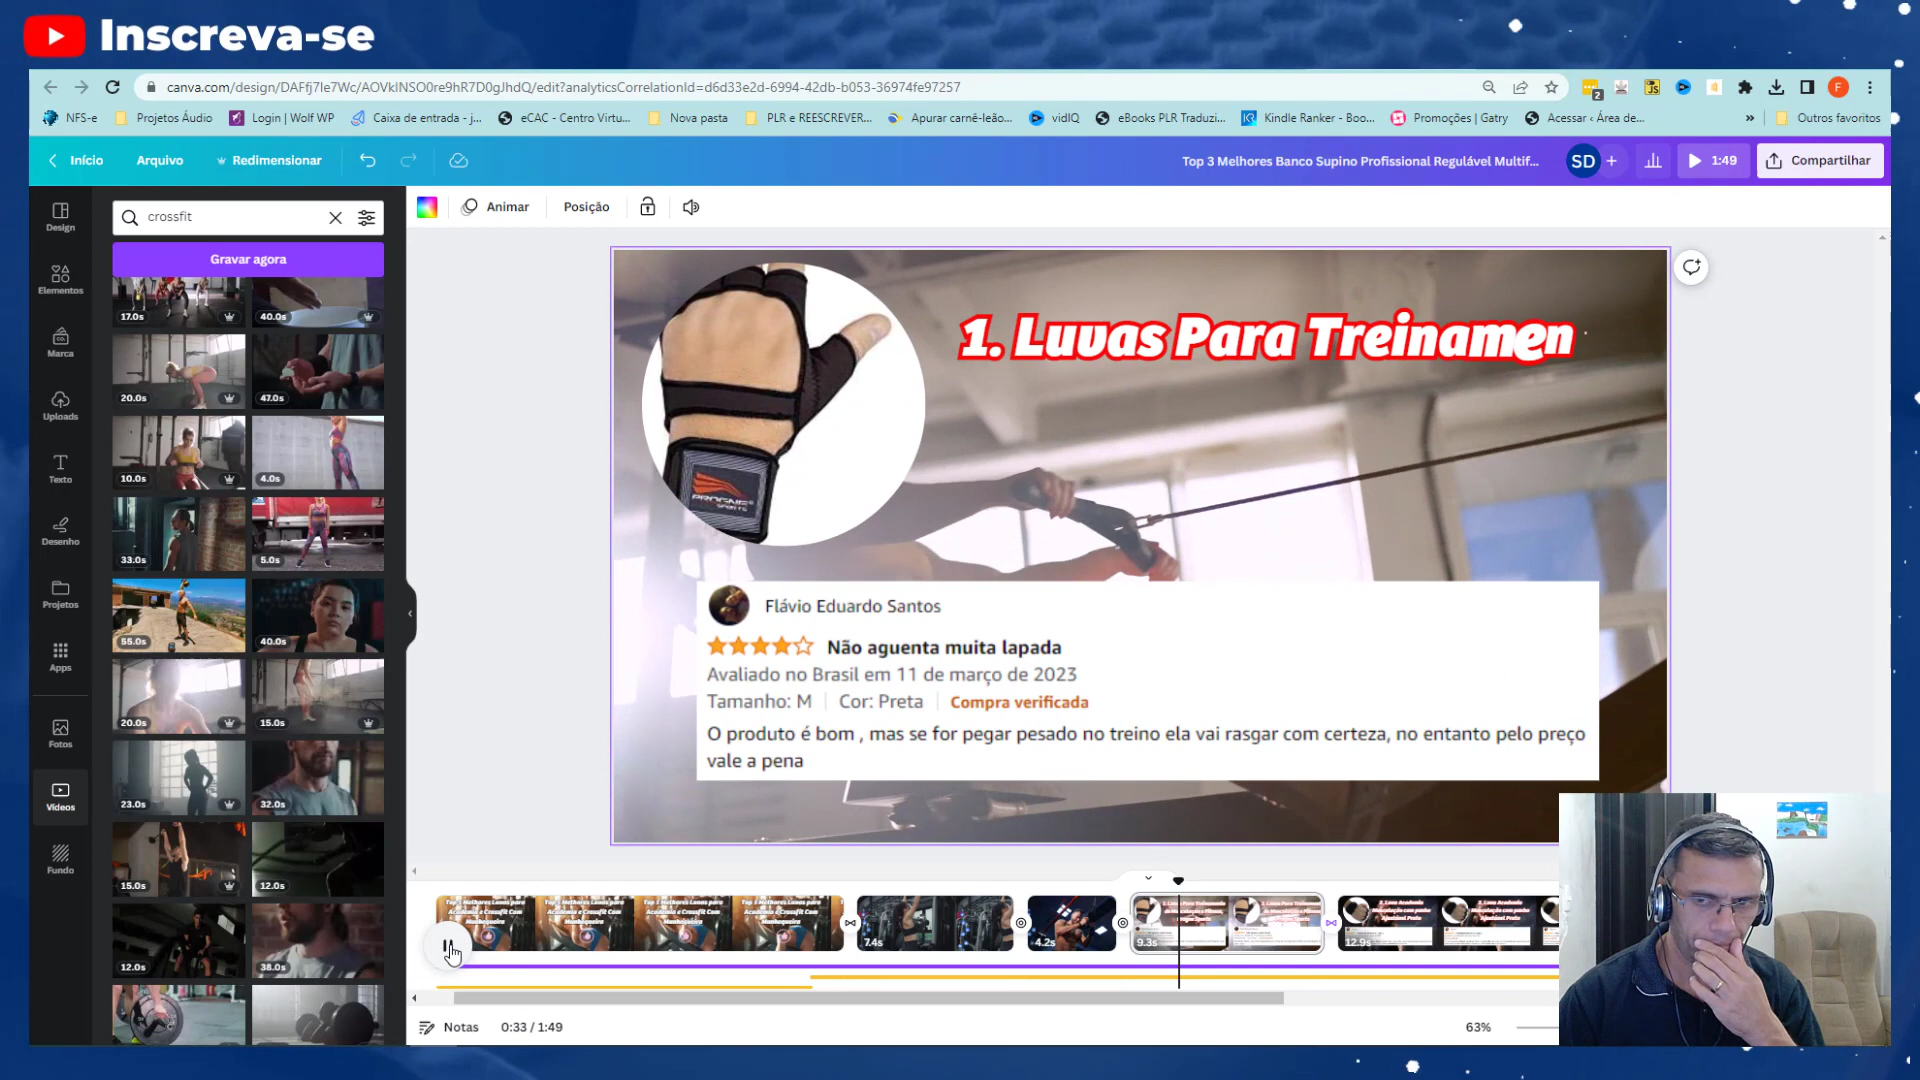 Inscreva-se
canva.com/design/DAFfj7Ie7Wc/AOVkINSO0re9hR7D0gJhdQ/edit?analyticsCorrelationId=d6d33e2d-6994-42db-b053-36974fe97257
NFS-e
Projetos Áudio
Login | Wolf WP
Caixa de entrada - j...
eCAC - Centro Virtu...
Nova pasta
PLR e REESCREVER...
Apurar carnê-leão...
vidIQ
eBooks PLR Traduzi...
Kindle Ranker - Boo...
Promoções | Gatry
Acessar ‹ Área de...
»
Outros favoritos
Início
Arquivo
Redimensionar
Top 3 Melhores Banco Supino Profissional Regulável Multif...
SD
1:49
Compartilhar
crossfit
Animar
Posição
Design
Elementos
Marca
Uploads
Texto
Desenho
Projetos
Apps
Fotos
Vídeos
Fundo
Gravar agora
17.0s
40.0s
20.0s
47.0s
10.0s
4.0s
33.0s
5.0s
55.0s
40.0s
20.0s
15.0s
23.0s
32.0s
15.0s
12.0s
12.0s
38.0s
1. Luvas Para Treinamen
PROGNE
SPORTS
Flávio Eduardo Santos
Não aguenta muita lapada
Avaliado no Brasil em 11 de março de 2023
Tamanho: M
Cor: Preta
Compra verificada
O produto é bom , mas se for pegar pesado no treino ela vai rasgar com certeza, no entanto pelo preço
vale a pena
7.4s
4.2s
9.3s
12.9s
Notas
0:33 / 1:49
63%